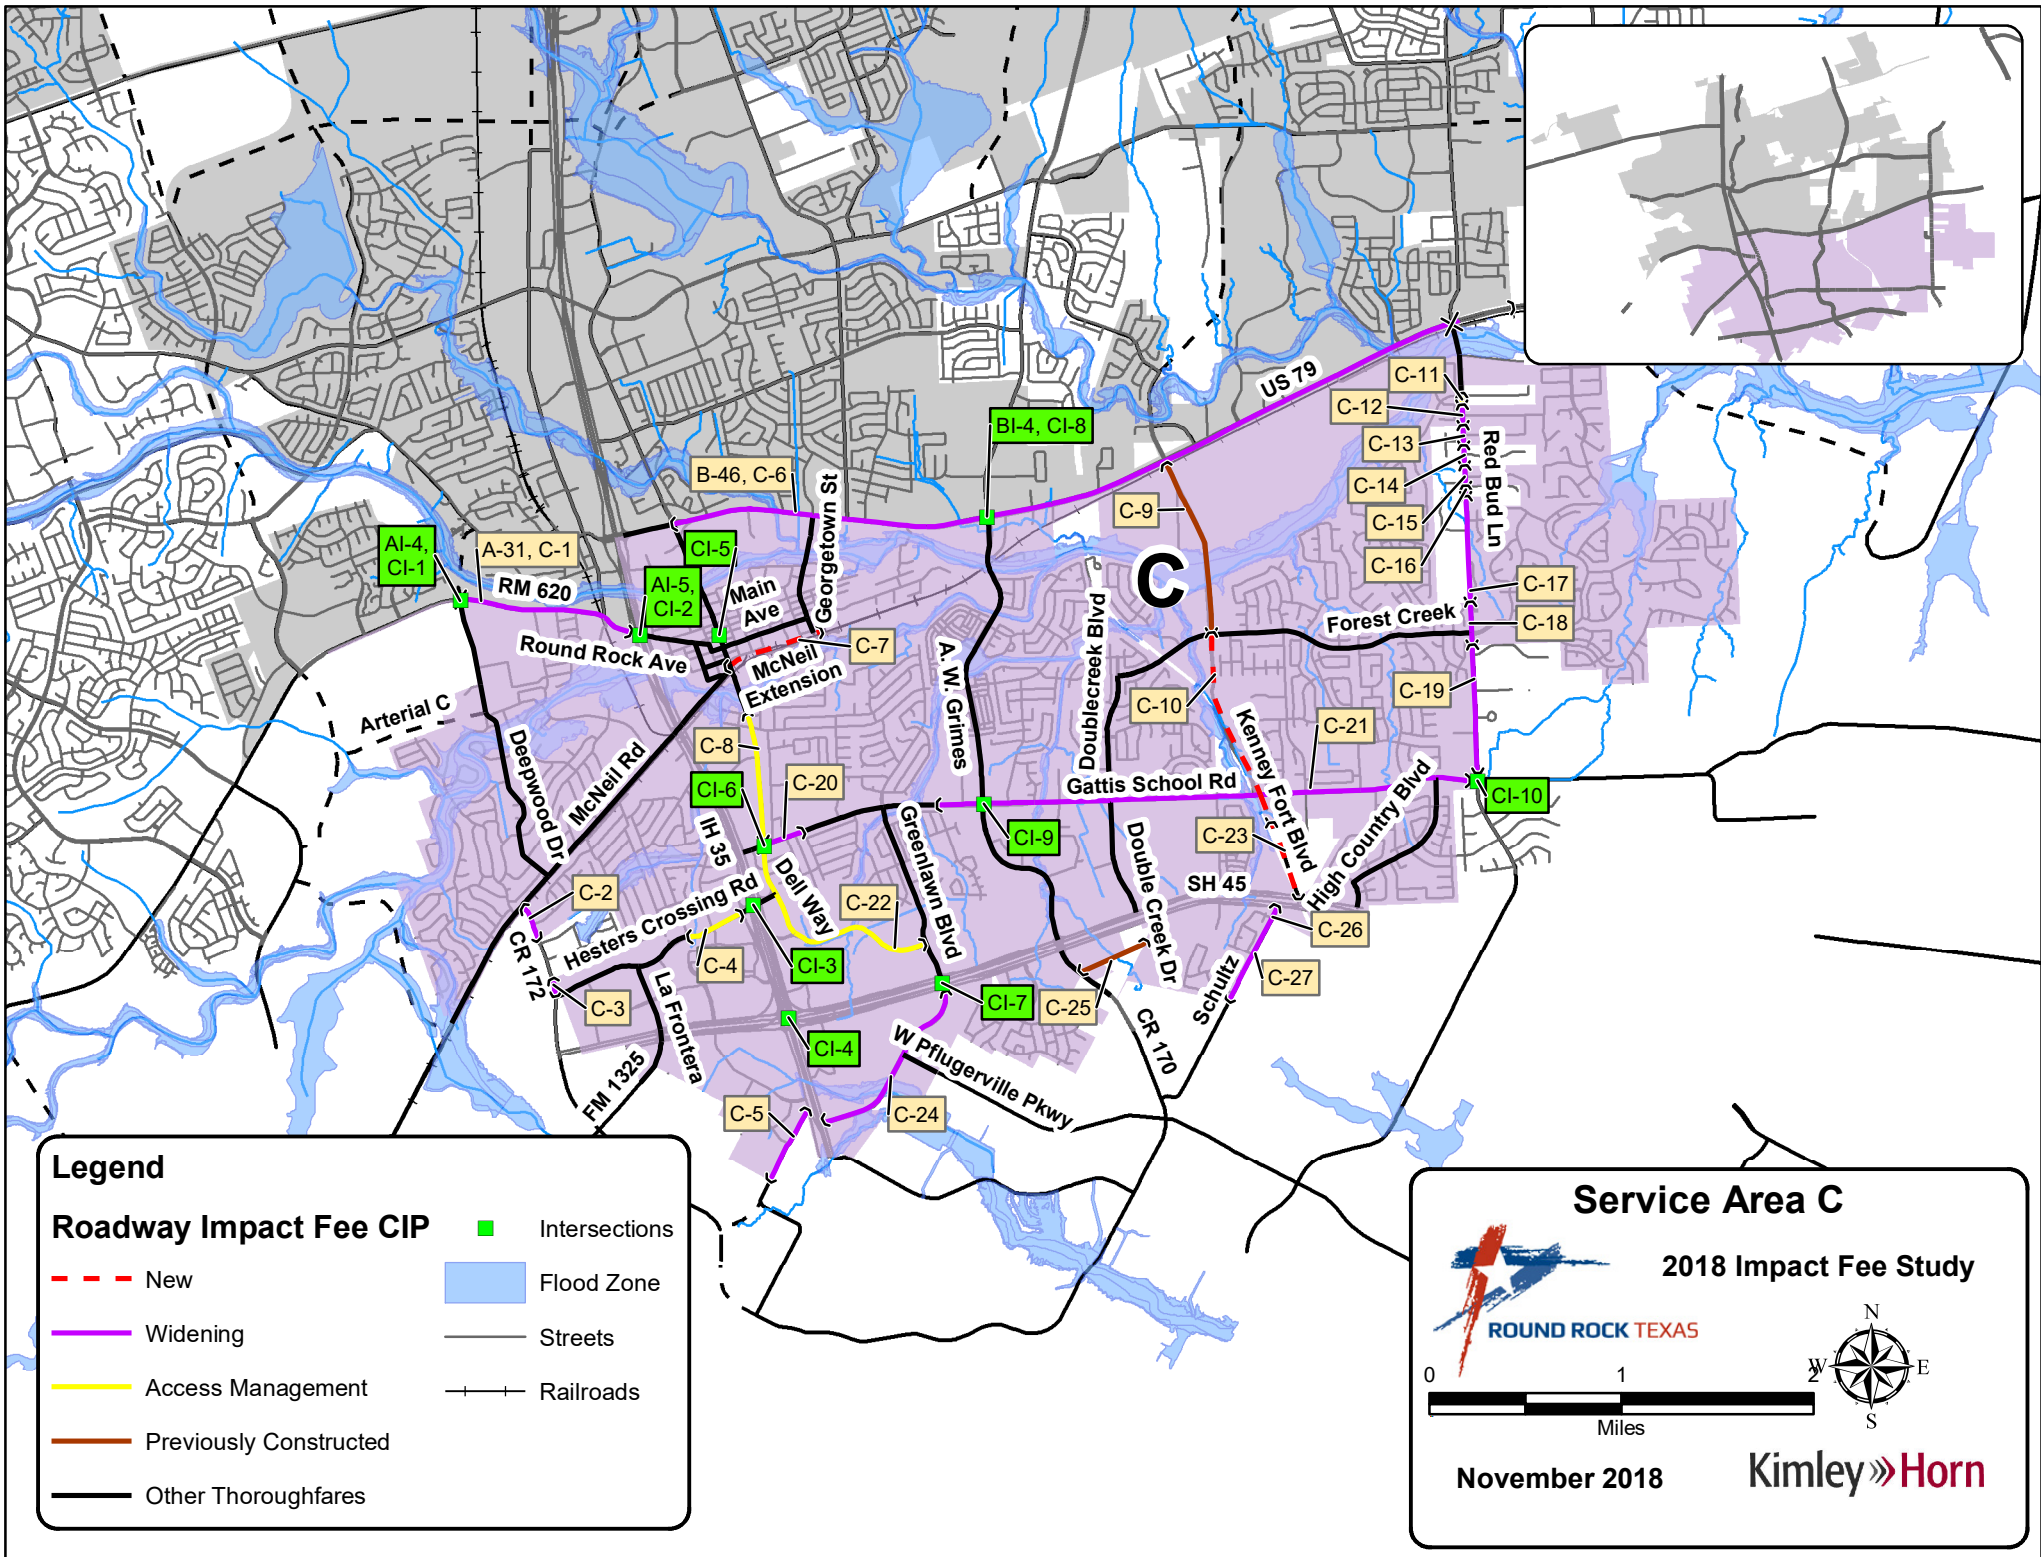 US 79
C-11
C-12
C-13
C-14
C-15
C-16
Red Bud Ln
BI-4, CI-8
B-46, C-6
Georgetown St
C-9
C
AI-4,
CI-1
A-31, C-1
CI-5
RM 620
AI-5,
CI-2
Main
Ave
C-17
C-18
Forest Creek
Round Rock Ave
McNeil
Extension
C-7
A. W. Grimes
Doublecreek Blvd
C-10
C-19
Arterial C
Deepwood Dr
McNeil Rd
C-8
Kenney Fort Blvd
C-21
CI-6
C-20
Gattis School Rd
High Country Blvd
CI-10
IH 35
Greenlawn Blvd
CI-9
Double Creek Dr
C-23
Dell Way
SH 45
C-2
Hesters Crossing Rd
C-22
C-26
CR 172
C-4
CI-3
C-27
C-3
La Frontera
CI-7
C-25
Schultz
CI-4
W Pflugerville Pkwy
CR 170
FM 1325
C-5
C-24
Legend
Roadway Impact Fee CIP
New
Widening
Access Management
Previously Constructed
Other Thoroughfares
Intersections
Flood Zone
Streets
Railroads
Service Area C
2018 Impact Fee Study
ROUND ROCK TEXAS
N
W
E
S
0 1 2
Miles
November 2018
Kimley»Horn